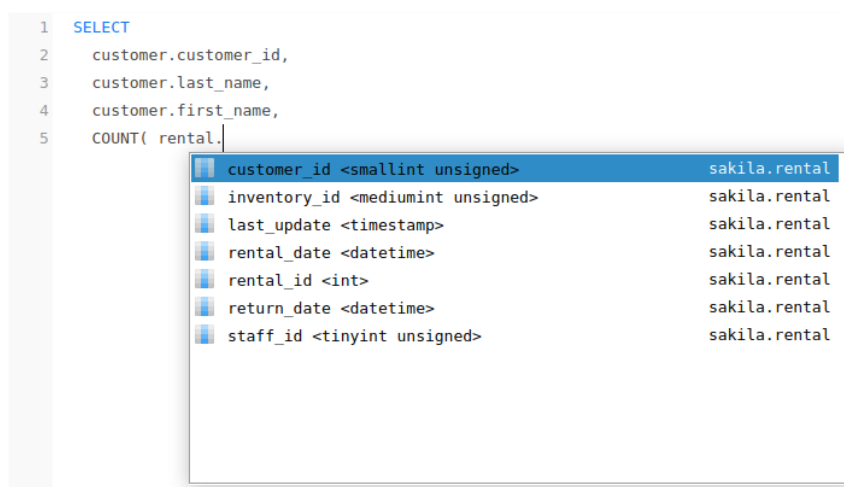 1 SELECT
2 customer.customer_id,
3 customer.last_name,
4 customer.first_name,
5 COUNT( rental.
customer_id <smallint unsigned> sakila.rental
inventory_id <mediumint unsigned> sakila.rental
last_update <timestamp> sakila.rental
rental_date <datetime> sakila.rental
rental_id <int> sakila.rental
return_date <datetime> sakila.rental
staff_id <tinyint unsigned> sakila.rental